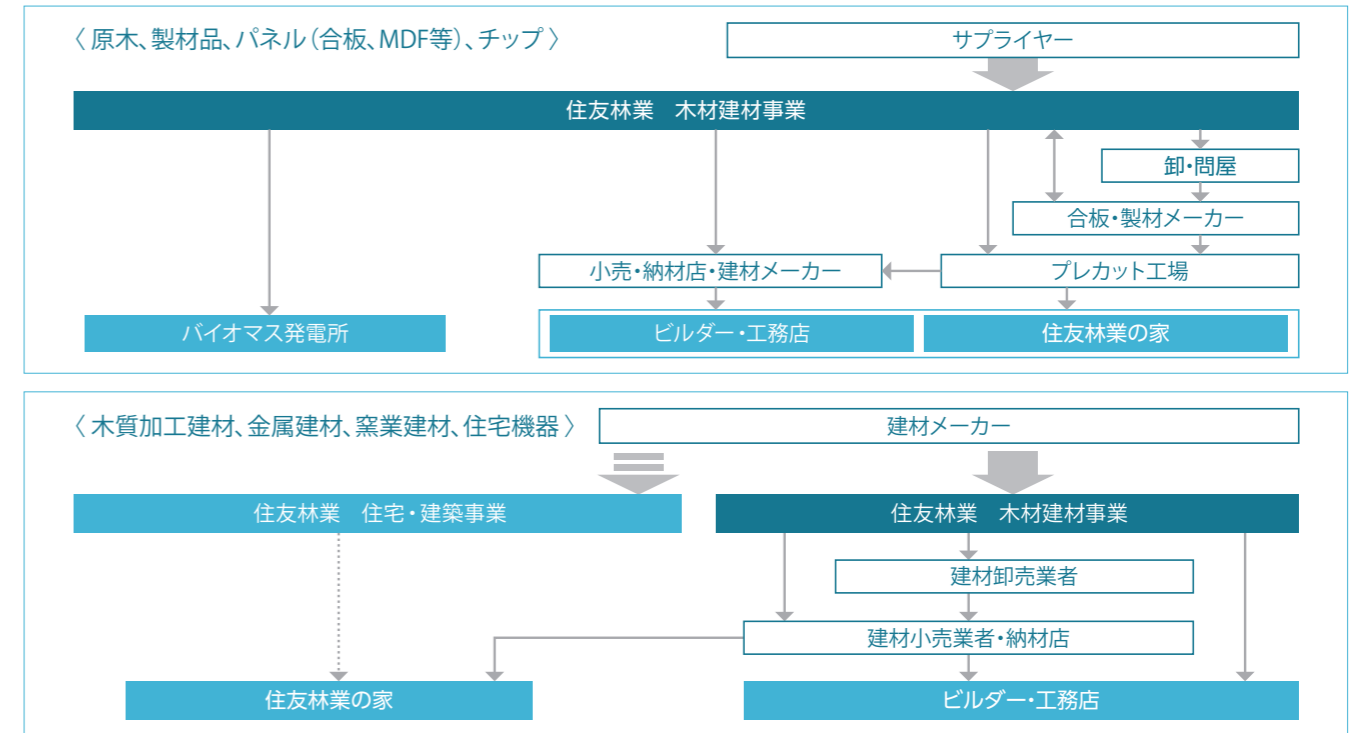 〈 原木、製材品、パネル（合板、MDF等）、チップ 〉
サプライヤー
住友林業　木材建材事業
卸・問屋
合板・製材メーカー
小売・納材店・建材メーカー
プレカット工場
バイオマス発電所
ビルダー・工務店
住友林業の家
〈 木質加工建材、金属建材、窯業建材、住宅機器 〉
建材メーカー
住友林業　住宅・建築事業
住友林業　木材建材事業
建材卸売業者
建材小売業者・納材店
住友林業の家
ビルダー・工務店